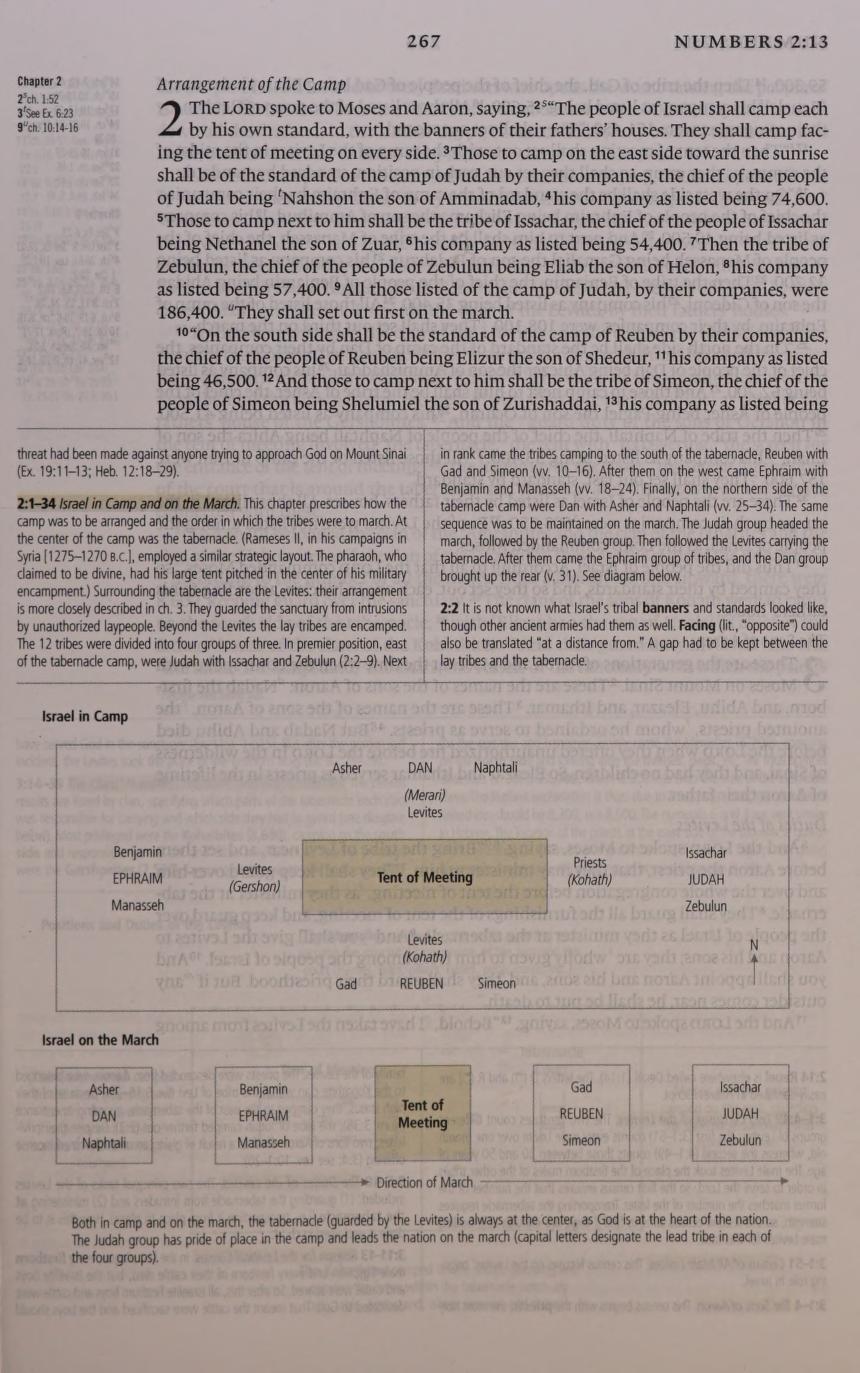 267
NUMBERS 2:13
Chapter 2
2ˢch. 1:52
3ᵗSee Ex. 6:23
9ᵘch. 10:14-16
Arrangement of the Camp
2 The LORD spoke to Moses and Aaron, saying, ²ˢ“The people of Israel shall camp each
by his own standard, with the banners of their fathers’ houses. They shall camp fac-
ing the tent of meeting on every side. ³Those to camp on the east side toward the sunrise
shall be of the standard of the camp of Judah by their companies, the chief of the people
of Judah being ᵗNahshon the son of Amminadab, ⁴his company as listed being 74,600.
⁵Those to camp next to him shall be the tribe of Issachar, the chief of the people of Issachar
being Nethanel the son of Zuar, ⁶his company as listed being 54,400. ⁷Then the tribe of
Zebulun, the chief of the people of Zebulun being Eliab the son of Helon, ⁸his company
as listed being 57,400. ⁹All those listed of the camp of Judah, by their companies, were
186,400. ᵘThey shall set out first on the march.
¹⁰“On the south side shall be the standard of the camp of Reuben by their companies,
the chief of the people of Reuben being Elizur the son of Shedeur, ¹¹his company as listed
being 46,500. ¹²And those to camp next to him shall be the tribe of Simeon, the chief of the
people of Simeon being Shelumiel the son of Zurishaddai, ¹³his company as listed being
threat had been made against anyone trying to approach God on Mount Sinai
(Ex. 19:11–13; Heb. 12:18–29).
2:1–34 Israel in Camp and on the March. This chapter prescribes how the
camp was to be arranged and the order in which the tribes were to march. At
the center of the camp was the tabernacle. (Rameses II, in his campaigns in
Syria [1275–1270 B.C.], employed a similar strategic layout. The pharaoh, who
claimed to be divine, had his large tent pitched in the center of his military
encampment.) Surrounding the tabernacle are the Levites: their arrangement
is more closely described in ch. 3. They guarded the sanctuary from intrusions
by unauthorized laypeople. Beyond the Levites the lay tribes are encamped.
The 12 tribes were divided into four groups of three. In premier position, east
of the tabernacle camp, were Judah with Issachar and Zebulun (2:2–9). Next
in rank came the tribes camping to the south of the tabernacle, Reuben with
Gad and Simeon (vv. 10–16). After them on the west came Ephraim with
Benjamin and Manasseh (vv. 18–24). Finally, on the northern side of the
tabernacle camp were Dan with Asher and Naphtali (vv. 25–34). The same
sequence was to be maintained on the march. The Judah group headed the
march, followed by the Reuben group. Then followed the Levites carrying the
tabernacle. After them came the Ephraim group of tribes, and the Dan group
brought up the rear (v. 31). See diagram below.
2:2 It is not known what Israel’s tribal banners and standards looked like,
though other ancient armies had them as well. Facing (lit., “opposite”) could
also be translated “at a distance from.” A gap had to be kept between the
lay tribes and the tabernacle.
Israel in Camp
Asher DAN Naphtali
(Merari)
Levites
Benjamin
EPHRAIM
Manasseh
Levites
(Gershon)
Tent of Meeting
Priests
(Kohath)
Issachar
JUDAH
Zebulun
Levites
(Kohath)
Gad REUBEN Simeon
N
Israel on the March
Asher
DAN
Naphtali
Benjamin
EPHRAIM
Manasseh
Tent of
Meeting
Gad
REUBEN
Simeon
Issachar
JUDAH
Zebulun
Direction of March
Both in camp and on the march, the tabernacle (guarded by the Levites) is always at the center, as God is at the heart of the nation.
The Judah group has pride of place in the camp and leads the nation on the march (capital letters designate the lead tribe in each of
the four groups).